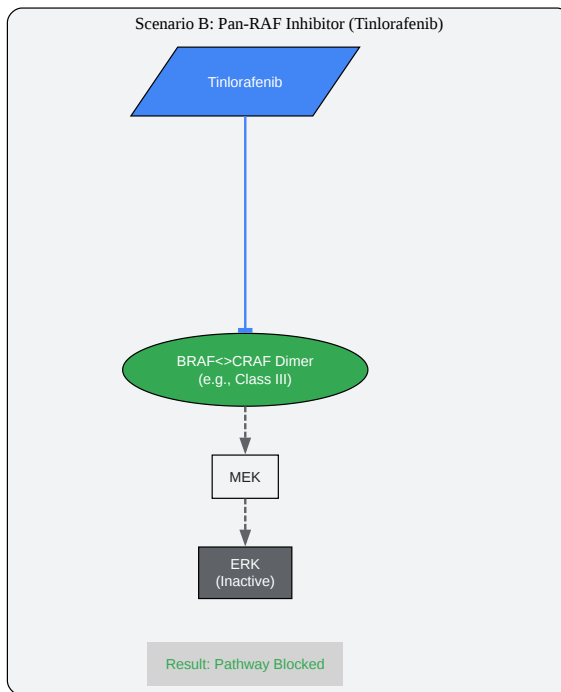 Scenario B: Pan-RAF Inhibitor (Tinlorafenib)
Tinlorafenib
BRAF<>CRAF Dimer
(e.g., Class III)
MEK
ERK
(Inactive)
Result: Pathway Blocked